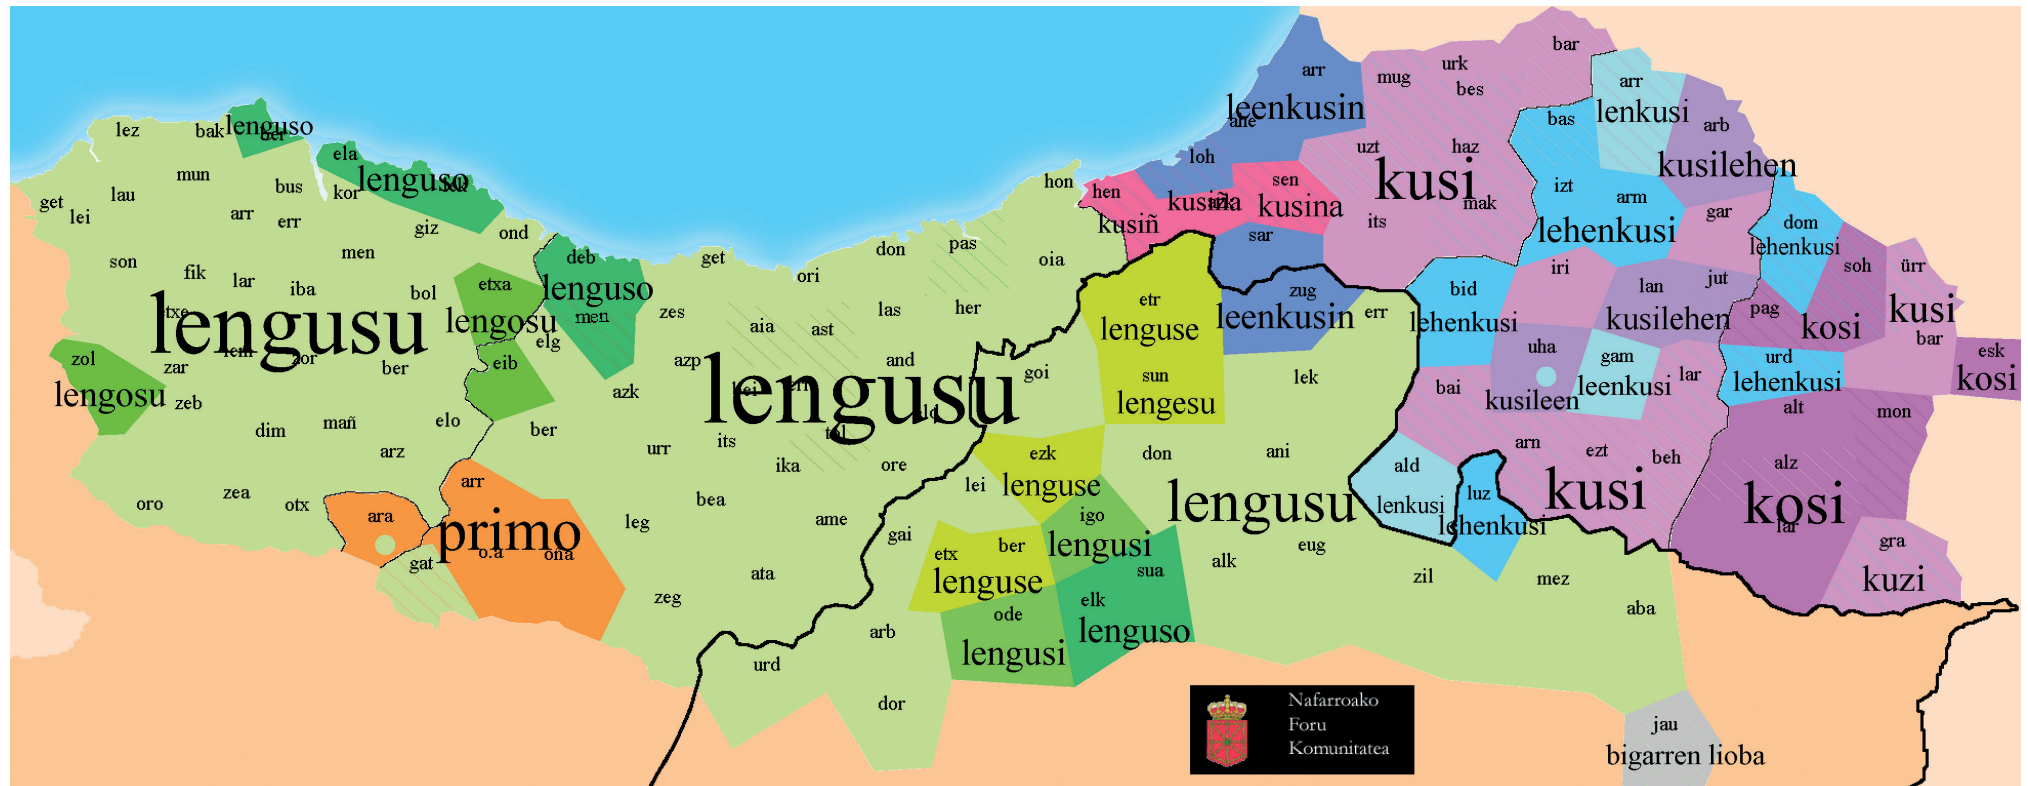 bar
arr
urk
mug
bes
arr
lenkusi
leenkusin
ahe
bas
arb
lez
bak
lenguso
ber
ela
lenguso
kor
mun
bus
lau
get
lei
arr
err
giz
ond
hon
hen
loh
sen
kusiña
kusina
kusiñ
uzt
haz
kusi
mak
its
sar
izt
arm
lehenkusi
kusilehen
gar
dom
lehenkusi
soh
ürr
son
fik
lar
iba
men
bol
etxa
lengosu
deb
lenguso
men
elg
get
ori
don
pas
oia
etxe
lengusu
lem
zor
ber
zol
lengosu
zar
zeb
eib
zes
aia
ast
las
her
etr
lenguse
zug
leenkusin
err
bid
lehenkusi
iri
lan
jut
kusilehen
pag
kosi
kusi
bar
esk
kosi
azp
and
lengusu
goi
sun
lengesu
lek
uha
kusileen
gam
leenkusi
lar
urd
lehenkusi
bai
alt
mon
dim
mañ
elo
arz
ber
azk
urr
its
tol
ika
ore
ezk
lenguse
lei
don
ani
ald
lenkusi
luz
lehenkusi
arn
ezt
beh
kusi
alz
kosi
lar
oro
zea
otx
ara
arr
primo
o.a
oña
gat
leg
bea
ame
gai
igo
lengusi
lengusu
alk
eug
zil
mez
gra
kuzi
ata
zeg
etx
ber
lenguse
sua
elk
lenguso
ode
lengusi
arb
urd
dor
aba
Nafarroako
Foru
Komunitatea
jau
bigarren lioba